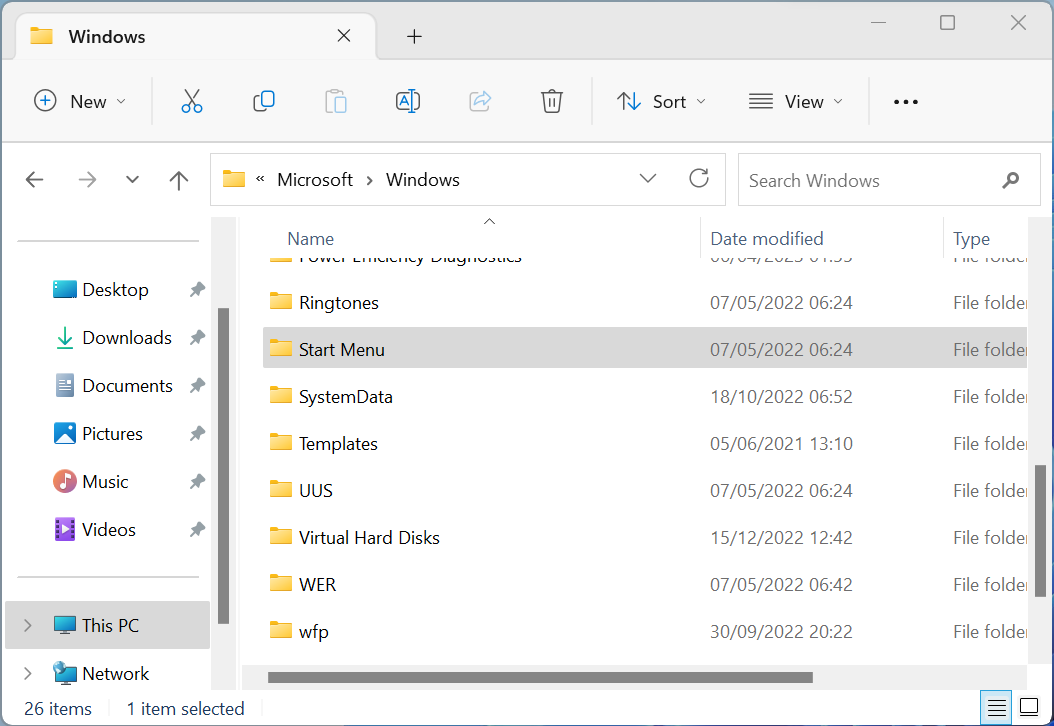 Windows
New
Sort
View
« Microsoft > Windows
Search Windows
Name Date modified Type
Power Efficiency Diagnostics
Ringtones 07/05/2022 06:24 File folder
Start Menu 07/05/2022 06:24 File folder
SystemData 18/10/2022 06:52 File folder
Templates 05/06/2021 13:10 File folder
UUS 07/05/2022 06:24 File folder
Virtual Hard Disks 15/12/2022 12:42 File folder
WER 07/05/2022 06:42 File folder
wfp 30/09/2022 20:22 File folder
Desktop
Downloads
Documents
Pictures
Music
Videos
This PC
Network
26 items 1 item selected